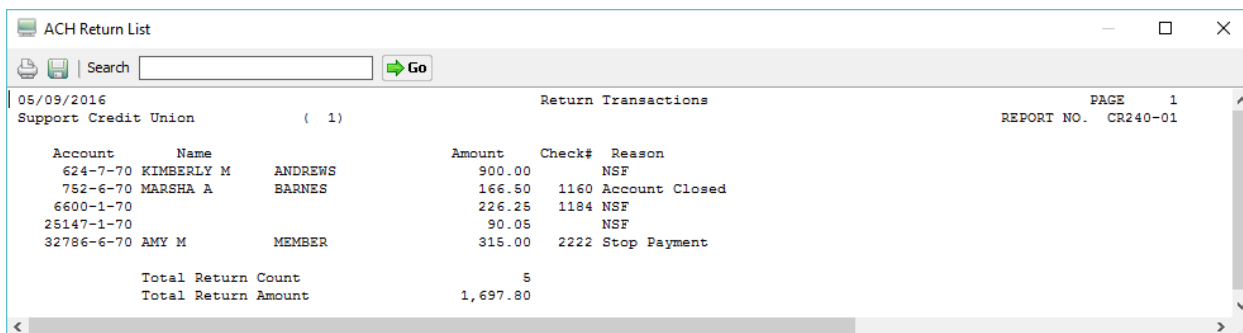 ACH Return List
Search Go
05/09/2016 Return Transactions PAGE 1
Support Credit Union ( 1) REPORT NO. CR240-01
Account Name Amount Check# Reason
624-7-70 KIMBERLY M ANDREWS 900.00 NSF
752-6-70 MARSHA A BARNES 166.50 1160 Account Closed
6600-1-70 226.25 1184 NSF
25147-1-70 90.05 NSF
32786-6-70 AMY M MEMBER 315.00 2222 Stop Payment
Total Return Count 5
Total Return Amount 1,697.80